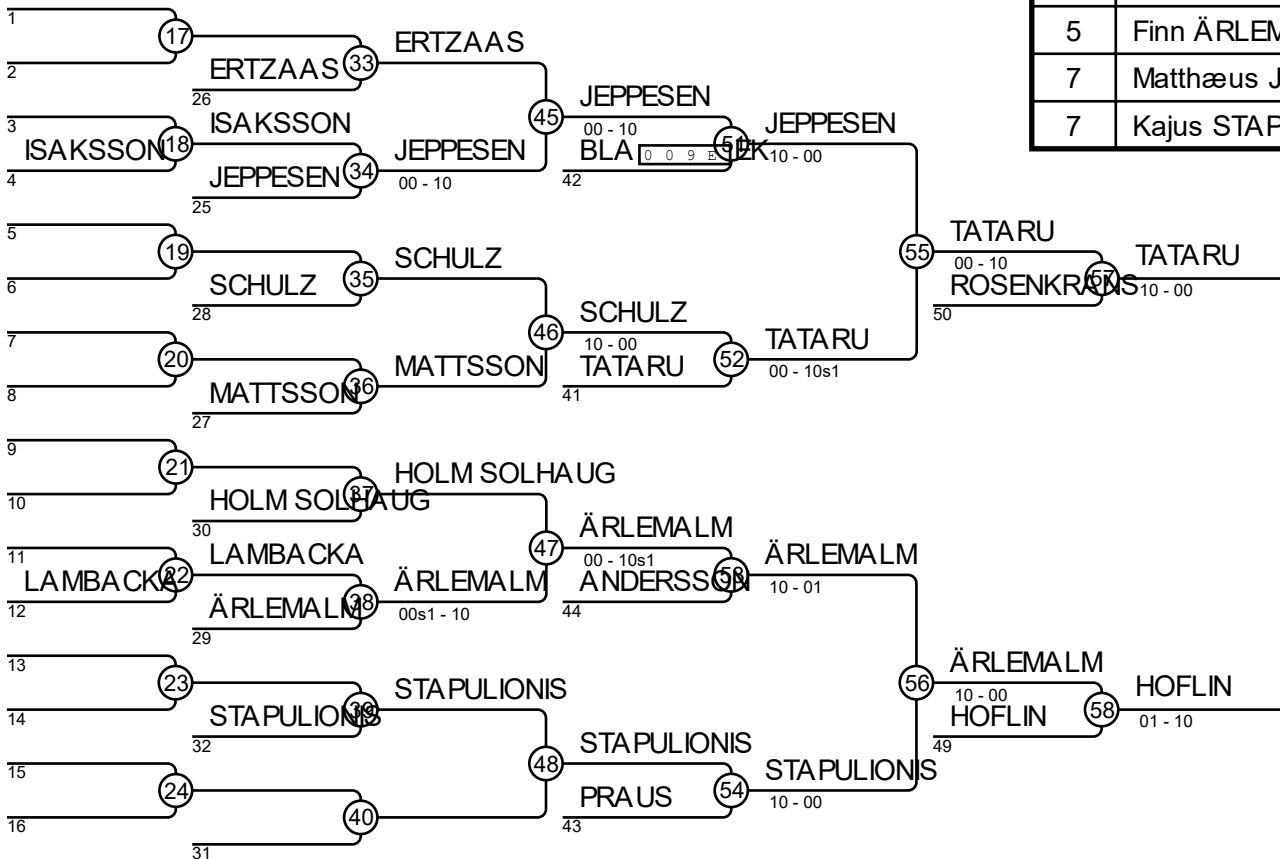 5 Finn ÄRLEM
7 Matthæus J
7 Kajus STAP
1
17
2
ERTZAAS 33 ERTZAAS
26
3
18 ISAKSSON
ISAKSSON
4
JEPPESEN 34 JEPPESEN
25
00 - 10
45 JEPPESEN
00 - 10
42
51 JEPPESEN
10 - 00
5
19
6
SCHULZ 35 SCHULZ
28
7
20
8
MATTSSON 36 MATTSSON
27
46 SCHULZ
10 - 00
TATARU 52 TATARU
41
00 - 10s1
55 TATARU
00 - 10
ROSENKRANS 57 TATARU
50
10 - 00
9
21
10
HOLM SOLHAUG 37 HOLM SOLHAUG
30
11
LAMBACKA 22 LAMBACKA
12
ÄRLEMALM 38 ÄRLEMALM
29
00s1 - 10
47 ÄRLEMALM
00 - 10s1
ANDERSSON 53 ÄRLEMALM
44
10 - 01
13
23
14
STAPULIONIS 39 STAPULIONIS
32
15
24
16
40
31
48 STAPULIONIS
PRAUS 54 STAPULIONIS
43
10 - 00
56 ÄRLEMALM
10 - 00
HOFLIN 58 HOFLIN
49
01 - 10